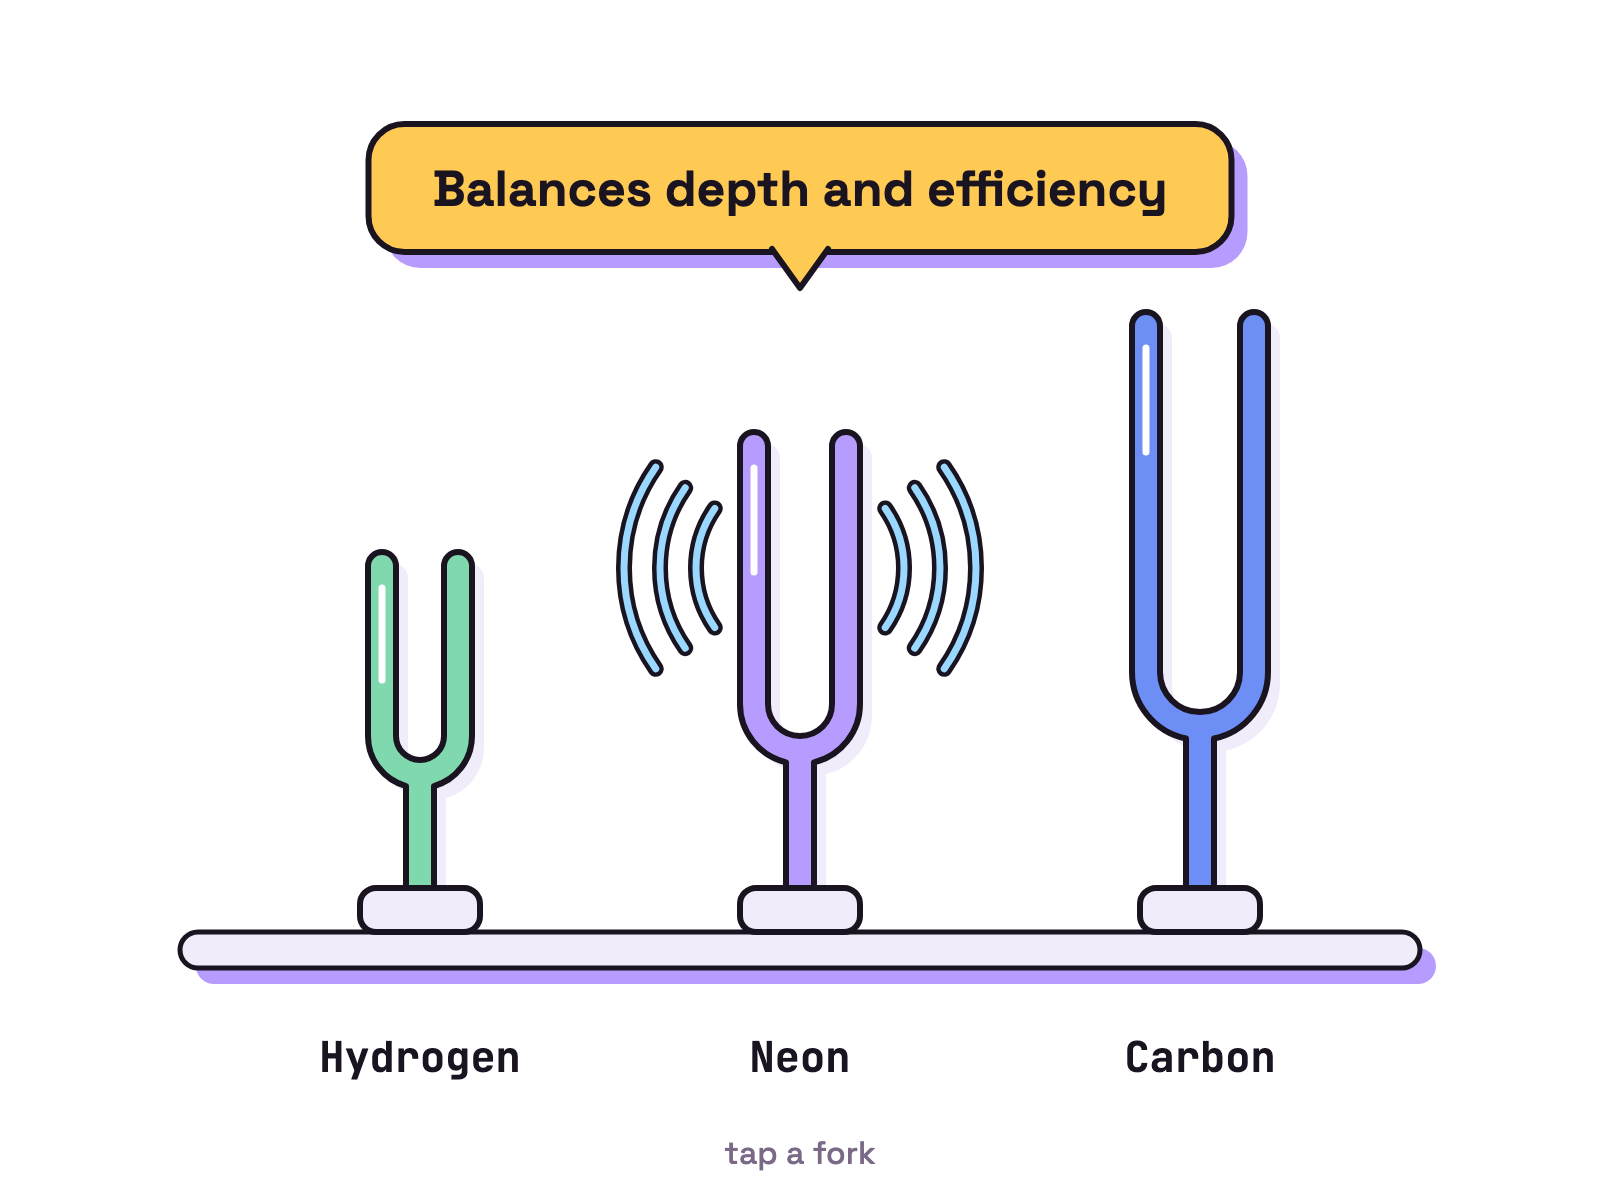 Balances depth and efficiency
Hydrogen
Neon
Carbon
tap a fork